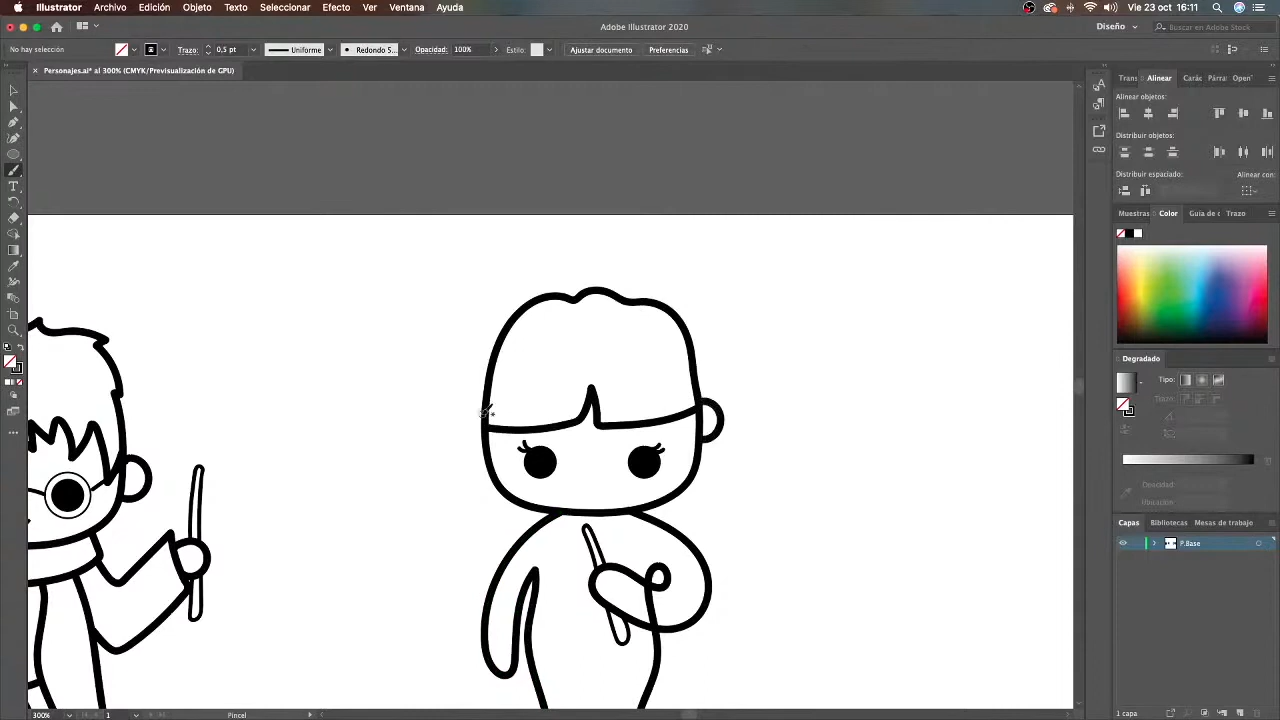 Illustrator Archivo Edición Objeto Texto Seleccionar Efecto Ver Ventana Ayuda Vie 23 oct 16:11
Adobe Illustrator 2020 Diseño Buscar en Adobe Stock
No hay selección Trazo: 0,5 pt Uniforme Redondo S... Opacidad: 100% Estilo: Ajustar documento Preferencias
Personajes.ai* al 300% (CMYK/Previsualización de GPU)
Trans Alinear Carác Párra Open
Alinear objetos:
Distribuir objetos:
Distribuir espaciado: Alinear con:
Muestras Color Guía de c Trazo
Degradado
Tipo:
Trazo:
Opacidad:
Ubicación:
Capas Bibliotecas Mesas de trabajo
P.Base
300% 1 Pincel 1 capa